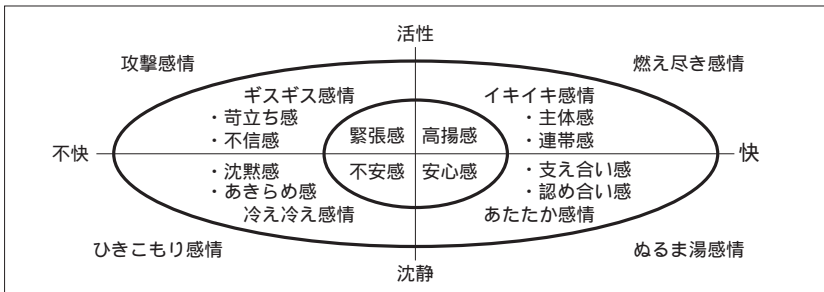 活性
攻撃感情
燃え尽き感情
ギスギス感情
イキイキ感情
・苛立ち感
・主体感
・不信感
緊張感
高揚感
・連帯感
不快
快
・沈黙感
不安感
安心感
・支え合い感
・あきらめ感
・認め合い感
冷え冷え感情
あたたか感情
ひきこもり感情
ぬるま湯感情
沈静